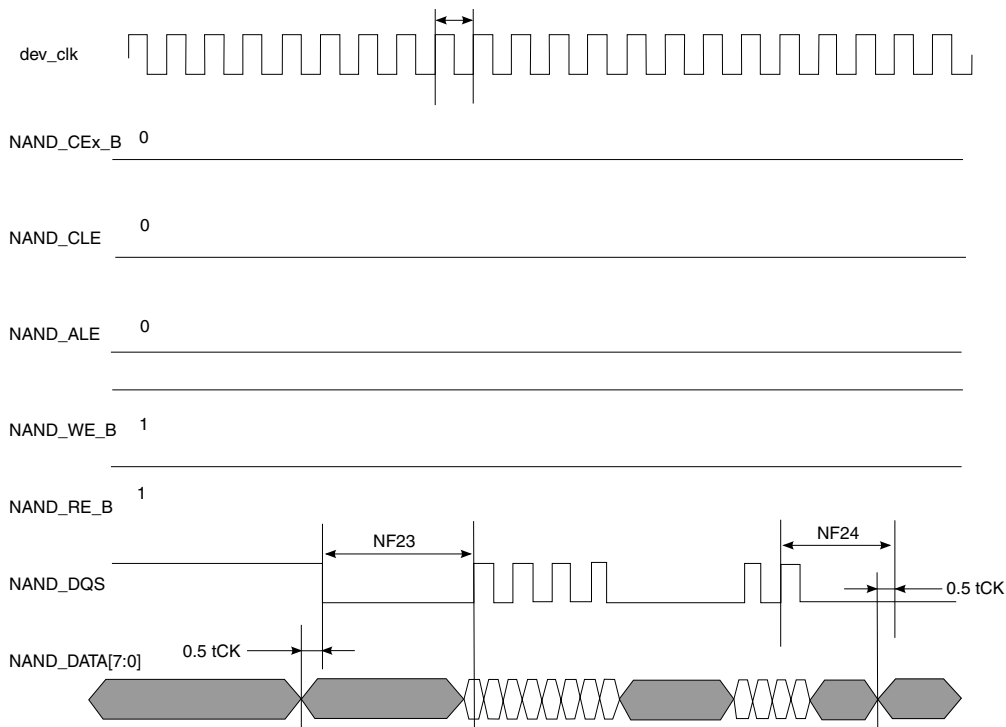 dev_clk
NAND_CEx_B 0
NAND_CLE 0
NAND_ALE 0
NAND_WE_B 1
NAND_RE_B 1
NF23
NF24
NAND_DQS
0.5 tCK
NAND_DATA[7:0]
0.5 tCK